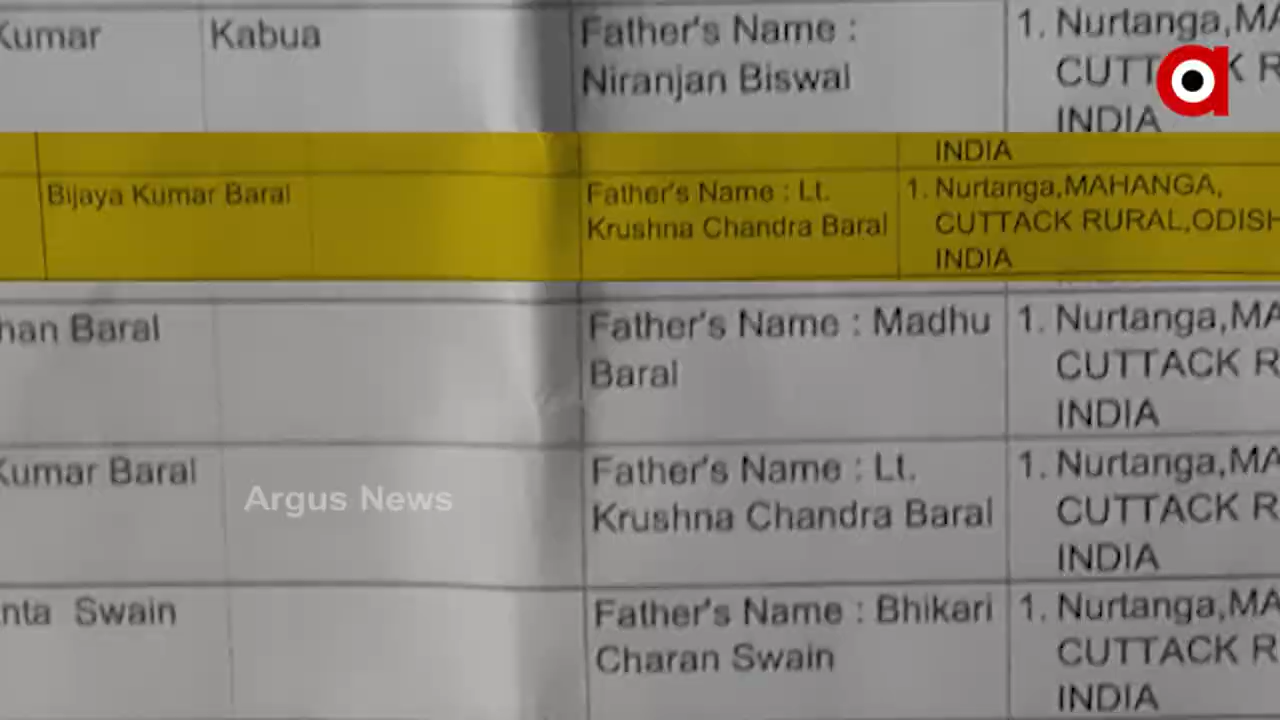 Kumar Kabua Father's Name : 1. Nurtanga,MA
Niranjan Biswal CUTT K R
INDIA
INDIA
Bijaya Kumar Baral Father's Name : Lt. 1. Nurtanga,MAHANGA,
Krushna Chandra Baral CUTTACK RURAL,ODISH
INDIA
han Baral Father's Name : Madhu 1. Nurtanga,MA
Baral CUTTACK R
INDIA
Kumar Baral Father's Name : Lt. 1. Nurtanga,MA
Argus News Krushna Chandra Baral CUTTACK R
INDIA
nta Swain Father's Name : Bhikari 1. Nurtanga,MA
Charan Swain CUTTACK R
INDIA